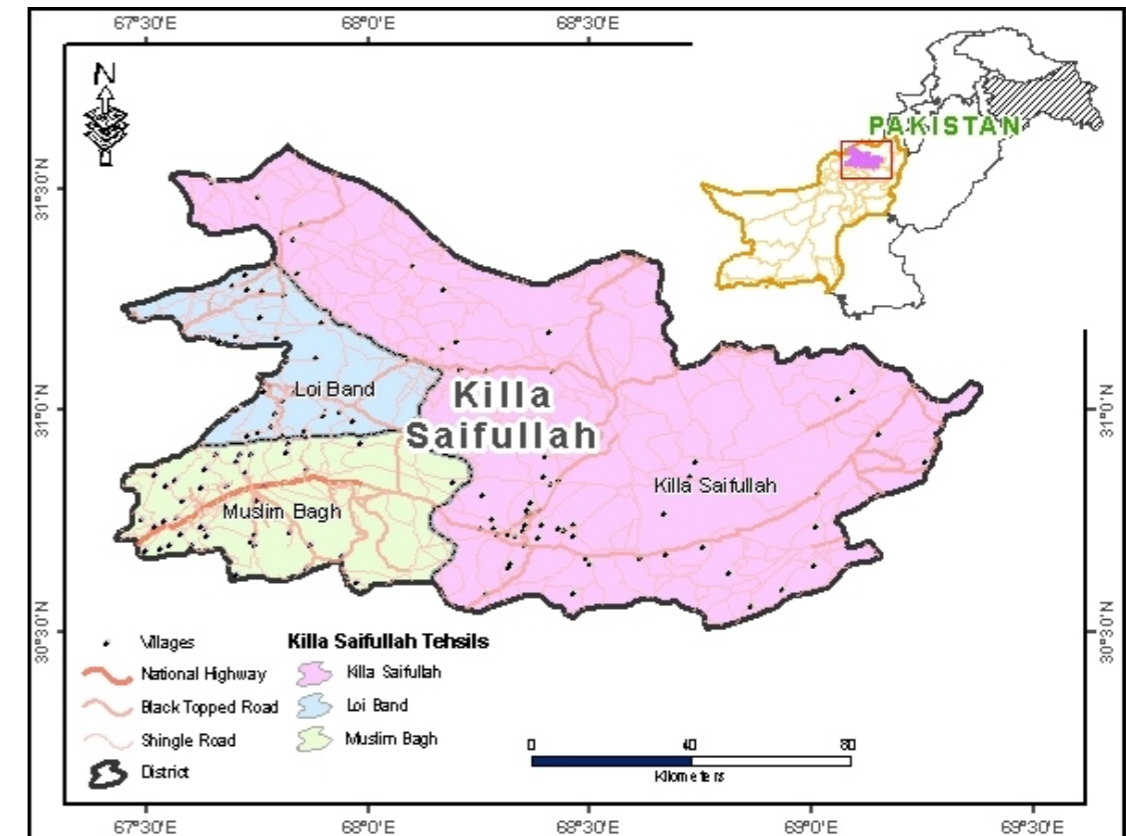 67°30'E 68°0'E 68°30'E
N
PAKISTAN
31°30'N
Loi Band
Killa
Saifullah
31°0'N 31°0'N
Killa Saifullah
Muslim Bagh
30°30'N 30°30'N
Villages
National Highway
Black Topped Road
Shingle Road
District
Killa Saifullah Tehsils
Killa Saifullah
Loi Band
Muslim Bagh
0 40 80
Kilometers
67°30'E 68°0'E 68°30'E 69°0'E 69°30'E